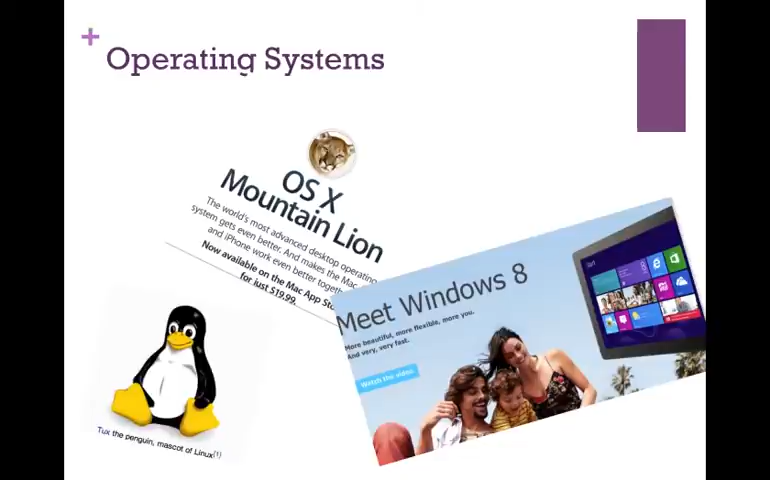 +
Operating Systems
OS X
Mountain Lion
The world's most advanced desktop operating
system gets even better. And makes the Mac
and iPhone work even better together
Now available on the Mac App Sto
for just $19.99.
Meet Windows 8
More beautiful, more flexible, more you.
And very, very fast.
Watch the video
Start
Tux the penguin, mascot of Linux[1]